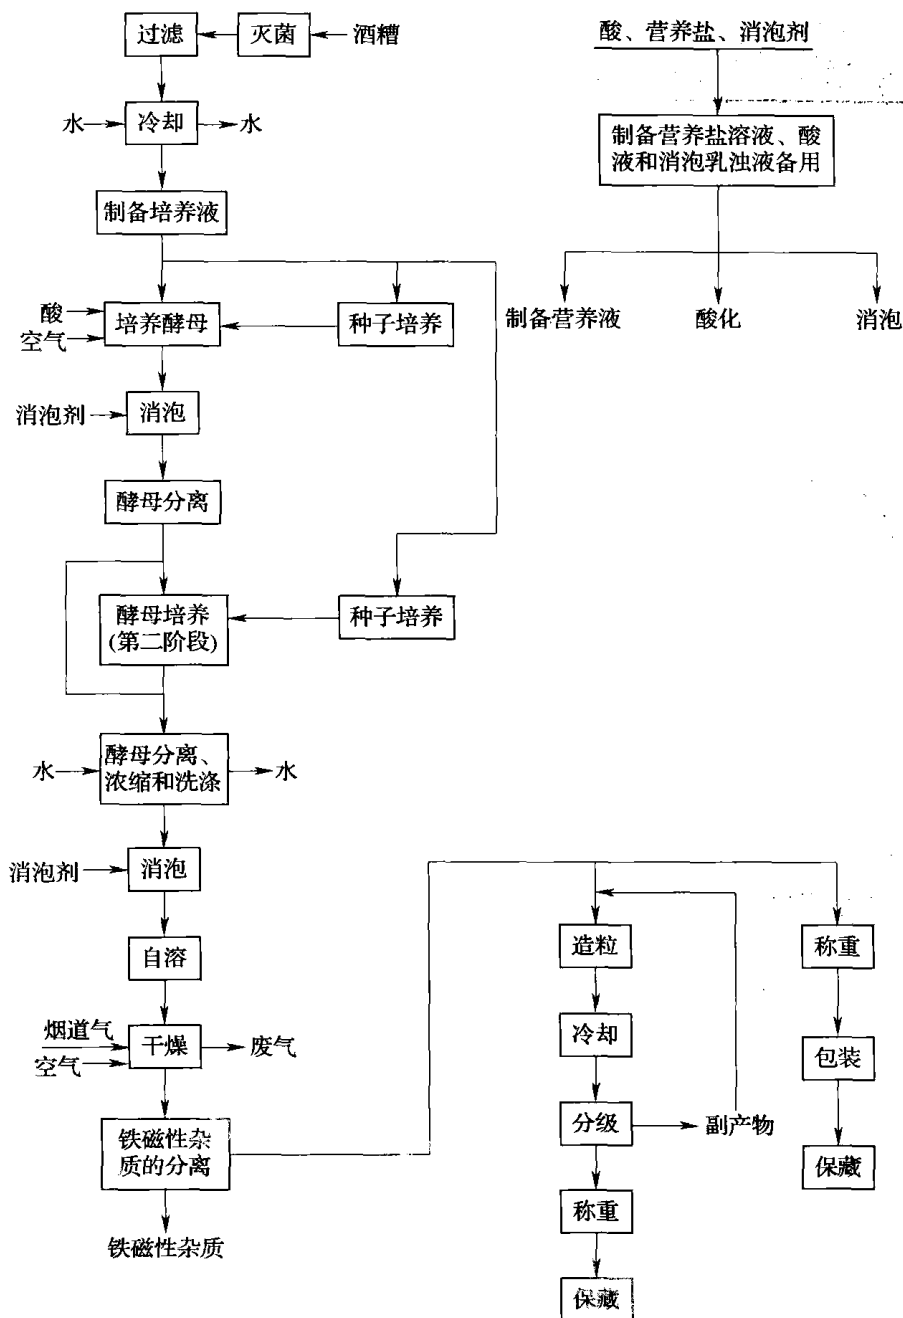 过滤
灭菌
酒糟
水
冷却
水
制备培养液
酸
空气
培养酵母
种子培养
消泡剂
消泡
酵母分离
酵母培养
(第二阶段)
种子培养
水
酵母分离、
浓缩和洗涤
水
消泡剂
消泡
自溶
烟道气
空气
干燥
废气
铁磁性杂
质的分离
铁磁性杂质
酸、营养盐、消泡剂
制备营养盐溶液、酸
液和消泡乳浊液备用
制备营养液
酸化
消泡
造粒
冷却
分级
副产物
称重
保藏
称重
包装
保藏